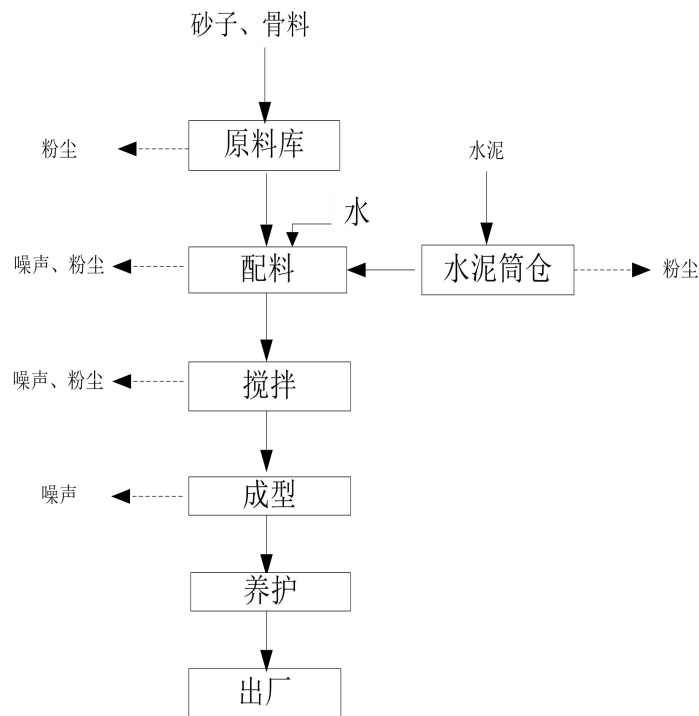 砂子、骨料
粉尘
原料库
水泥
水
噪声、粉尘
配料
水泥筒仓
粉尘
噪声、粉尘
搅拌
噪声
成型
养护
出厂